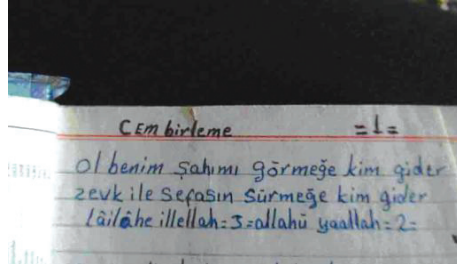 CEM birleme =1=
ol benim Şahımı görmeğe kim gider
zevk ile Sefasın Sürmeğe kim gider
Lâilâhe illellah=3=allahü yaallah=2=